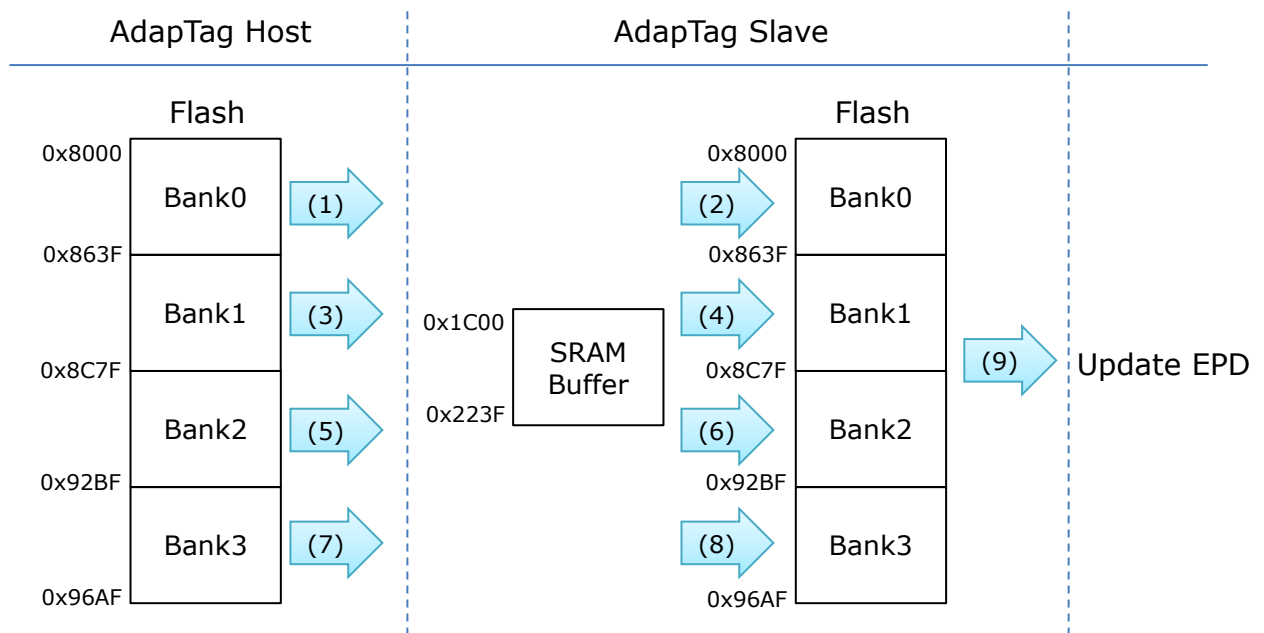 AdapTag Host
AdapTag Slave
Flash
Flash
0x8000
0x8000
Bank0
(1)
(2)
Bank0
0x863F
0x863F
Bank1
(3)
0x1C00
(4)
Bank1
SRAM
Buffer
0x8C7F
0x8C7F
(9)
Update EPD
0x223F
Bank2
(5)
(6)
Bank2
0x92BF
0x92BF
Bank3
(7)
(8)
Bank3
0x96AF
0x96AF